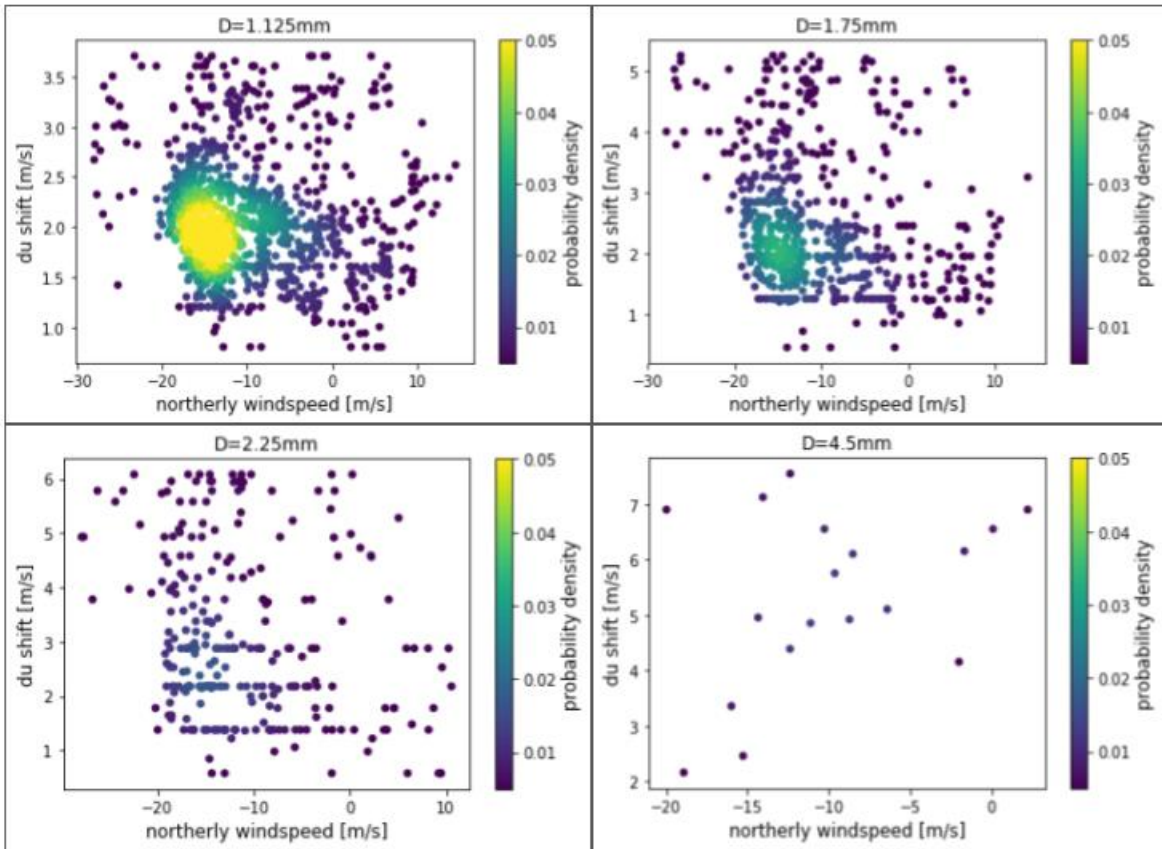 D=1.125mm
3.5
3.0
2.5
2.0
1.5
1.0
du shift [m/s]
−30 −20 −10 0 10
northerly windspeed [m/s]
0.05
0.04
0.03
0.02
0.01
probability density
D=1.75mm
5
4
3
2
1
du shift [m/s]
−30 −20 −10 0 10
northerly windspeed [m/s]
0.05
0.04
0.03
0.02
0.01
probability density
D=2.25mm
6
5
4
3
2
1
du shift [m/s]
−20 −10 0 10
northerly windspeed [m/s]
0.05
0.04
0.03
0.02
0.01
probability density
D=4.5mm
7
6
5
4
3
2
du shift [m/s]
−20 −15 −10 −5 0
northerly windspeed [m/s]
0.05
0.04
0.03
0.02
0.01
probability density